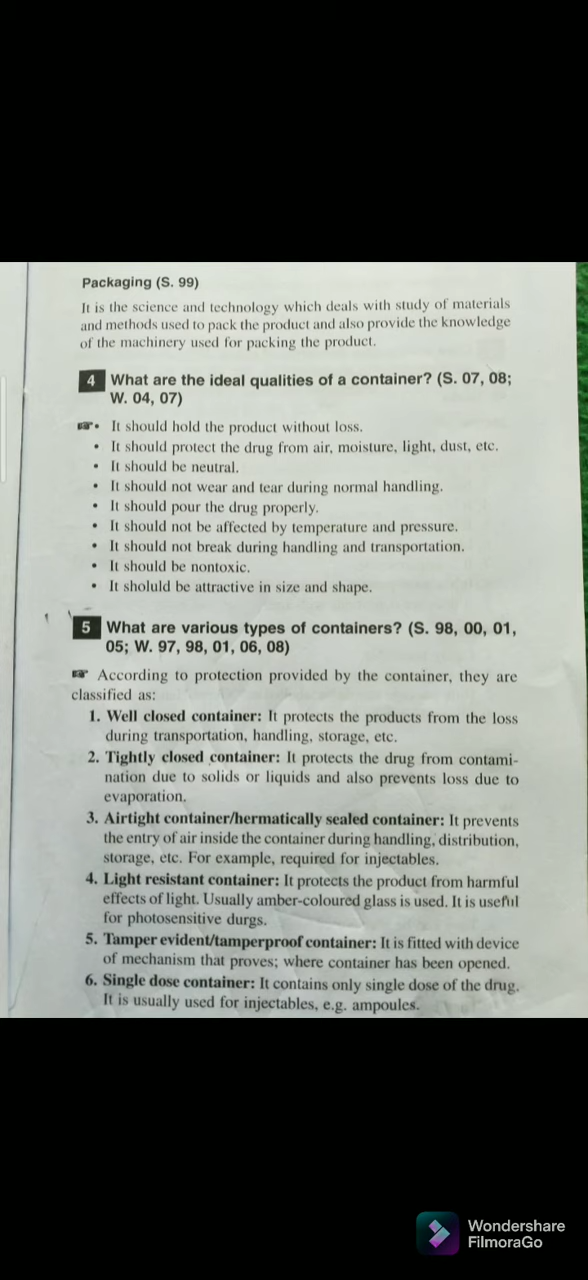 Packaging (S. 99)
It is the science and technology which deals with study of materials
and methods used to pack the product and also provide the knowledge
of the machinery used for packing the product.
4 What are the ideal qualities of a container? (S. 07, 08;
W. 04, 07)
☞• It should hold the product without loss.
• It should protect the drug from air, moisture, light, dust, etc.
• It should be neutral.
• It should not wear and tear during normal handling.
• It should pour the drug properly.
• It should not be affected by temperature and pressure.
• It should not break during handling and transportation.
• It should be nontoxic.
• It sholuld be attractive in size and shape.
5 What are various types of containers? (S. 98, 00, 01,
05; W. 97, 98, 01, 06, 08)
☞ According to protection provided by the container, they are
classified as:
1. Well closed container: It protects the products from the loss
during transportation, handling, storage, etc.
2. Tightly closed container: It protects the drug from contami-
nation due to solids or liquids and also prevents loss due to
evaporation.
3. Airtight container/hermatically sealed container: It prevents
the entry of air inside the container during handling, distribution,
storage, etc. For example, required for injectables.
4. Light resistant container: It protects the product from harmful
effects of light. Usually amber-coloured glass is used. It is useful
for photosensitive durgs.
5. Tamper evident/tamperproof container: It is fitted with device
of mechanism that proves; where container has been opened.
6. Single dose container: It contains only single dose of the drug.
It is usually used for injectables, e.g. ampoules.
Wondershare
FilmoraGo